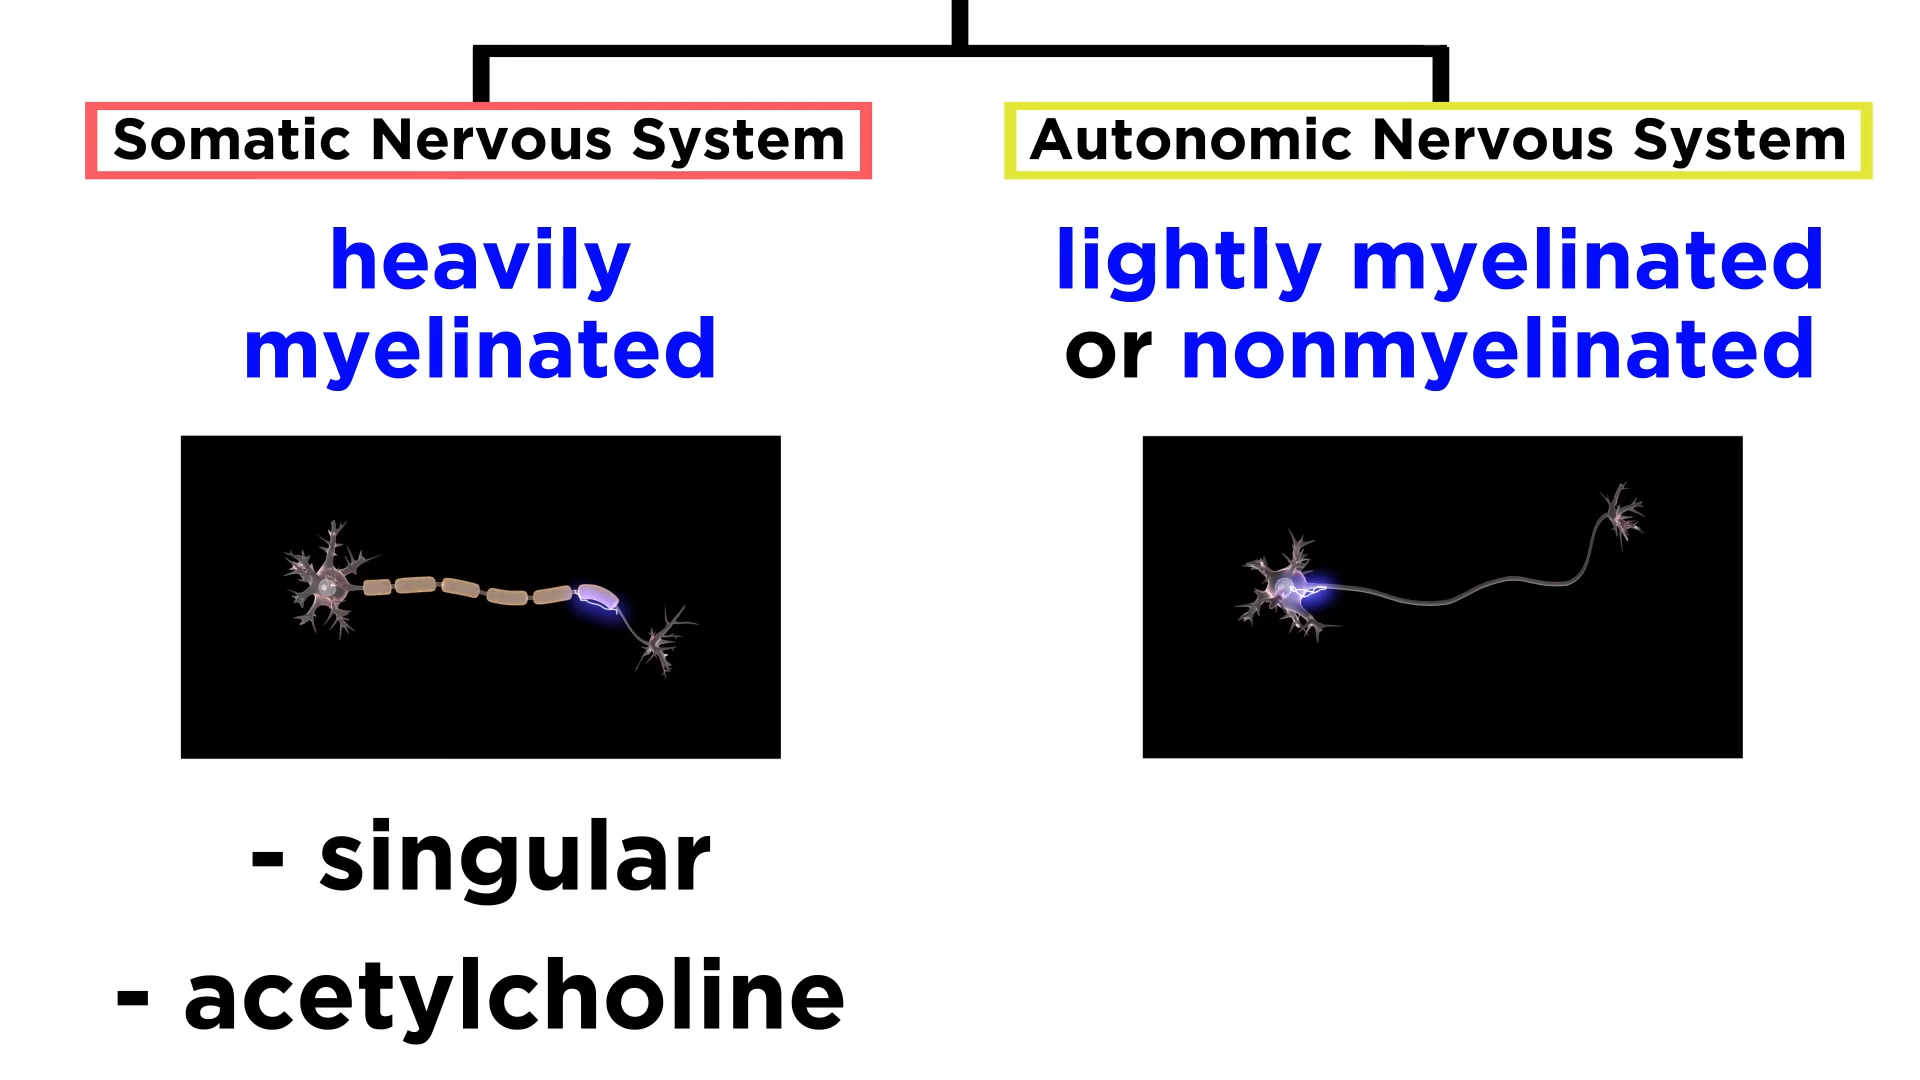 Somatic Nervous System
heavily
myelinated
- singular
- acetylcholine
Autonomic Nervous System
lightly myelinated
or nonmyelinated